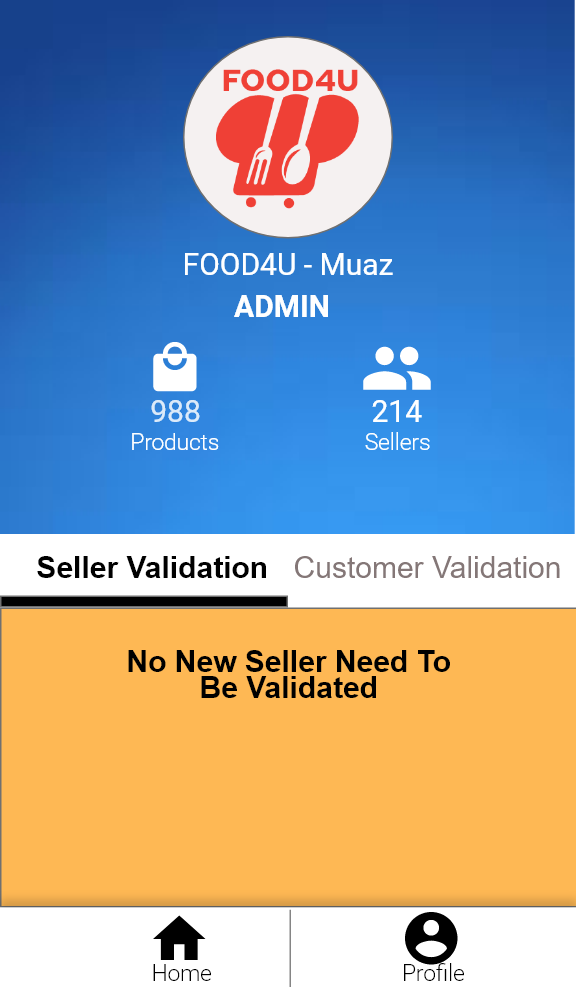 FOOD4U
FOOD4U - Muaz
ADMIN
988
214
Products
Sellers
Seller Validation
Customer Validation
No New Seller Need To
Be Validated
Home
Profile